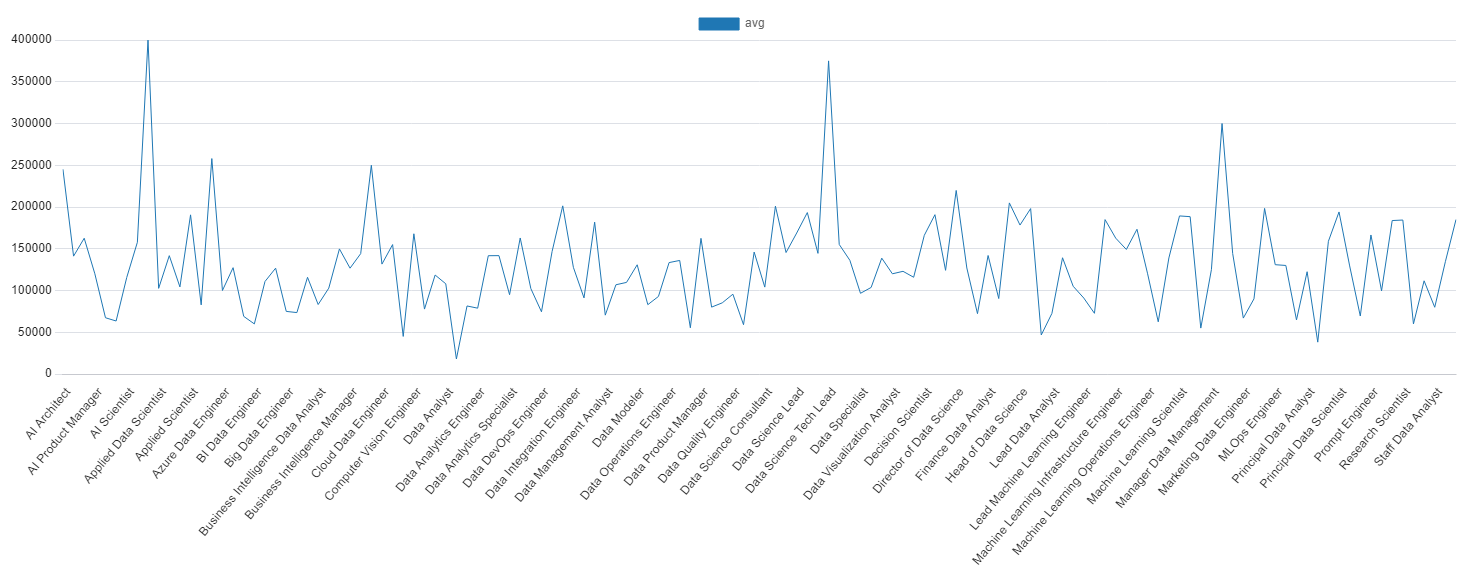 avg
400000
350000
300000
250000
200000
150000
100000
50000
0
AI Architect
AI Product Manager
AI Scientist
Applied Data Scientist
Applied Scientist
Azure Data Engineer
BI Data Engineer
Big Data Engineer
Business Intelligence Data Analyst
Business Intelligence Manager
Cloud Data Engineer
Computer Vision Engineer
Data Analyst
Data Analytics Engineer
Data Analytics Specialist
Data DevOps Engineer
Data Integration Engineer
Data Management Analyst
Data Modeler
Data Operations Engineer
Data Product Manager
Data Quality Engineer
Data Science Consultant
Data Science Lead
Data Science Tech Lead
Data Specialist
Data Visualization Analyst
Decision Scientist
Director of Data Science
Finance Data Analyst
Head of Data Science
Lead Data Analyst
Lead Machine Learning Engineer
Machine Learning Infrastructure Engineer
Machine Learning Operations Engineer
Machine Learning Scientist
Manager Data Management
Marketing Data Engineer
MLOps Engineer
Principal Data Analyst
Principal Data Scientist
Prompt Engineer
Research Scientist
Staff Data Analyst